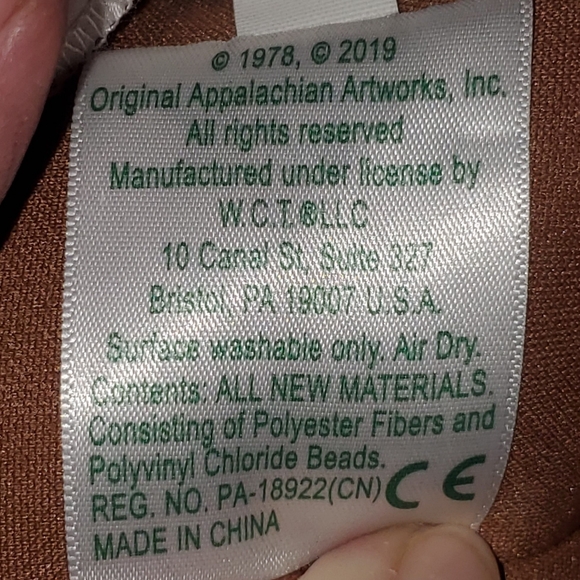 © 1978, © 2019
Original Appalachian Artworks, Inc.
All rights reserved
Manufactured under license by
W.C.T.®LLC
10 Canal St, Suite 327
Bristol, PA 19007 U.S.A.
Surface washable only. Air Dry.
Contents: ALL NEW MATERIALS.
Consisting of Polyester Fibers and
Polyvinyl Chloride Beads.
REG. NO. PA-18922(CN) CE
MADE IN CHINA